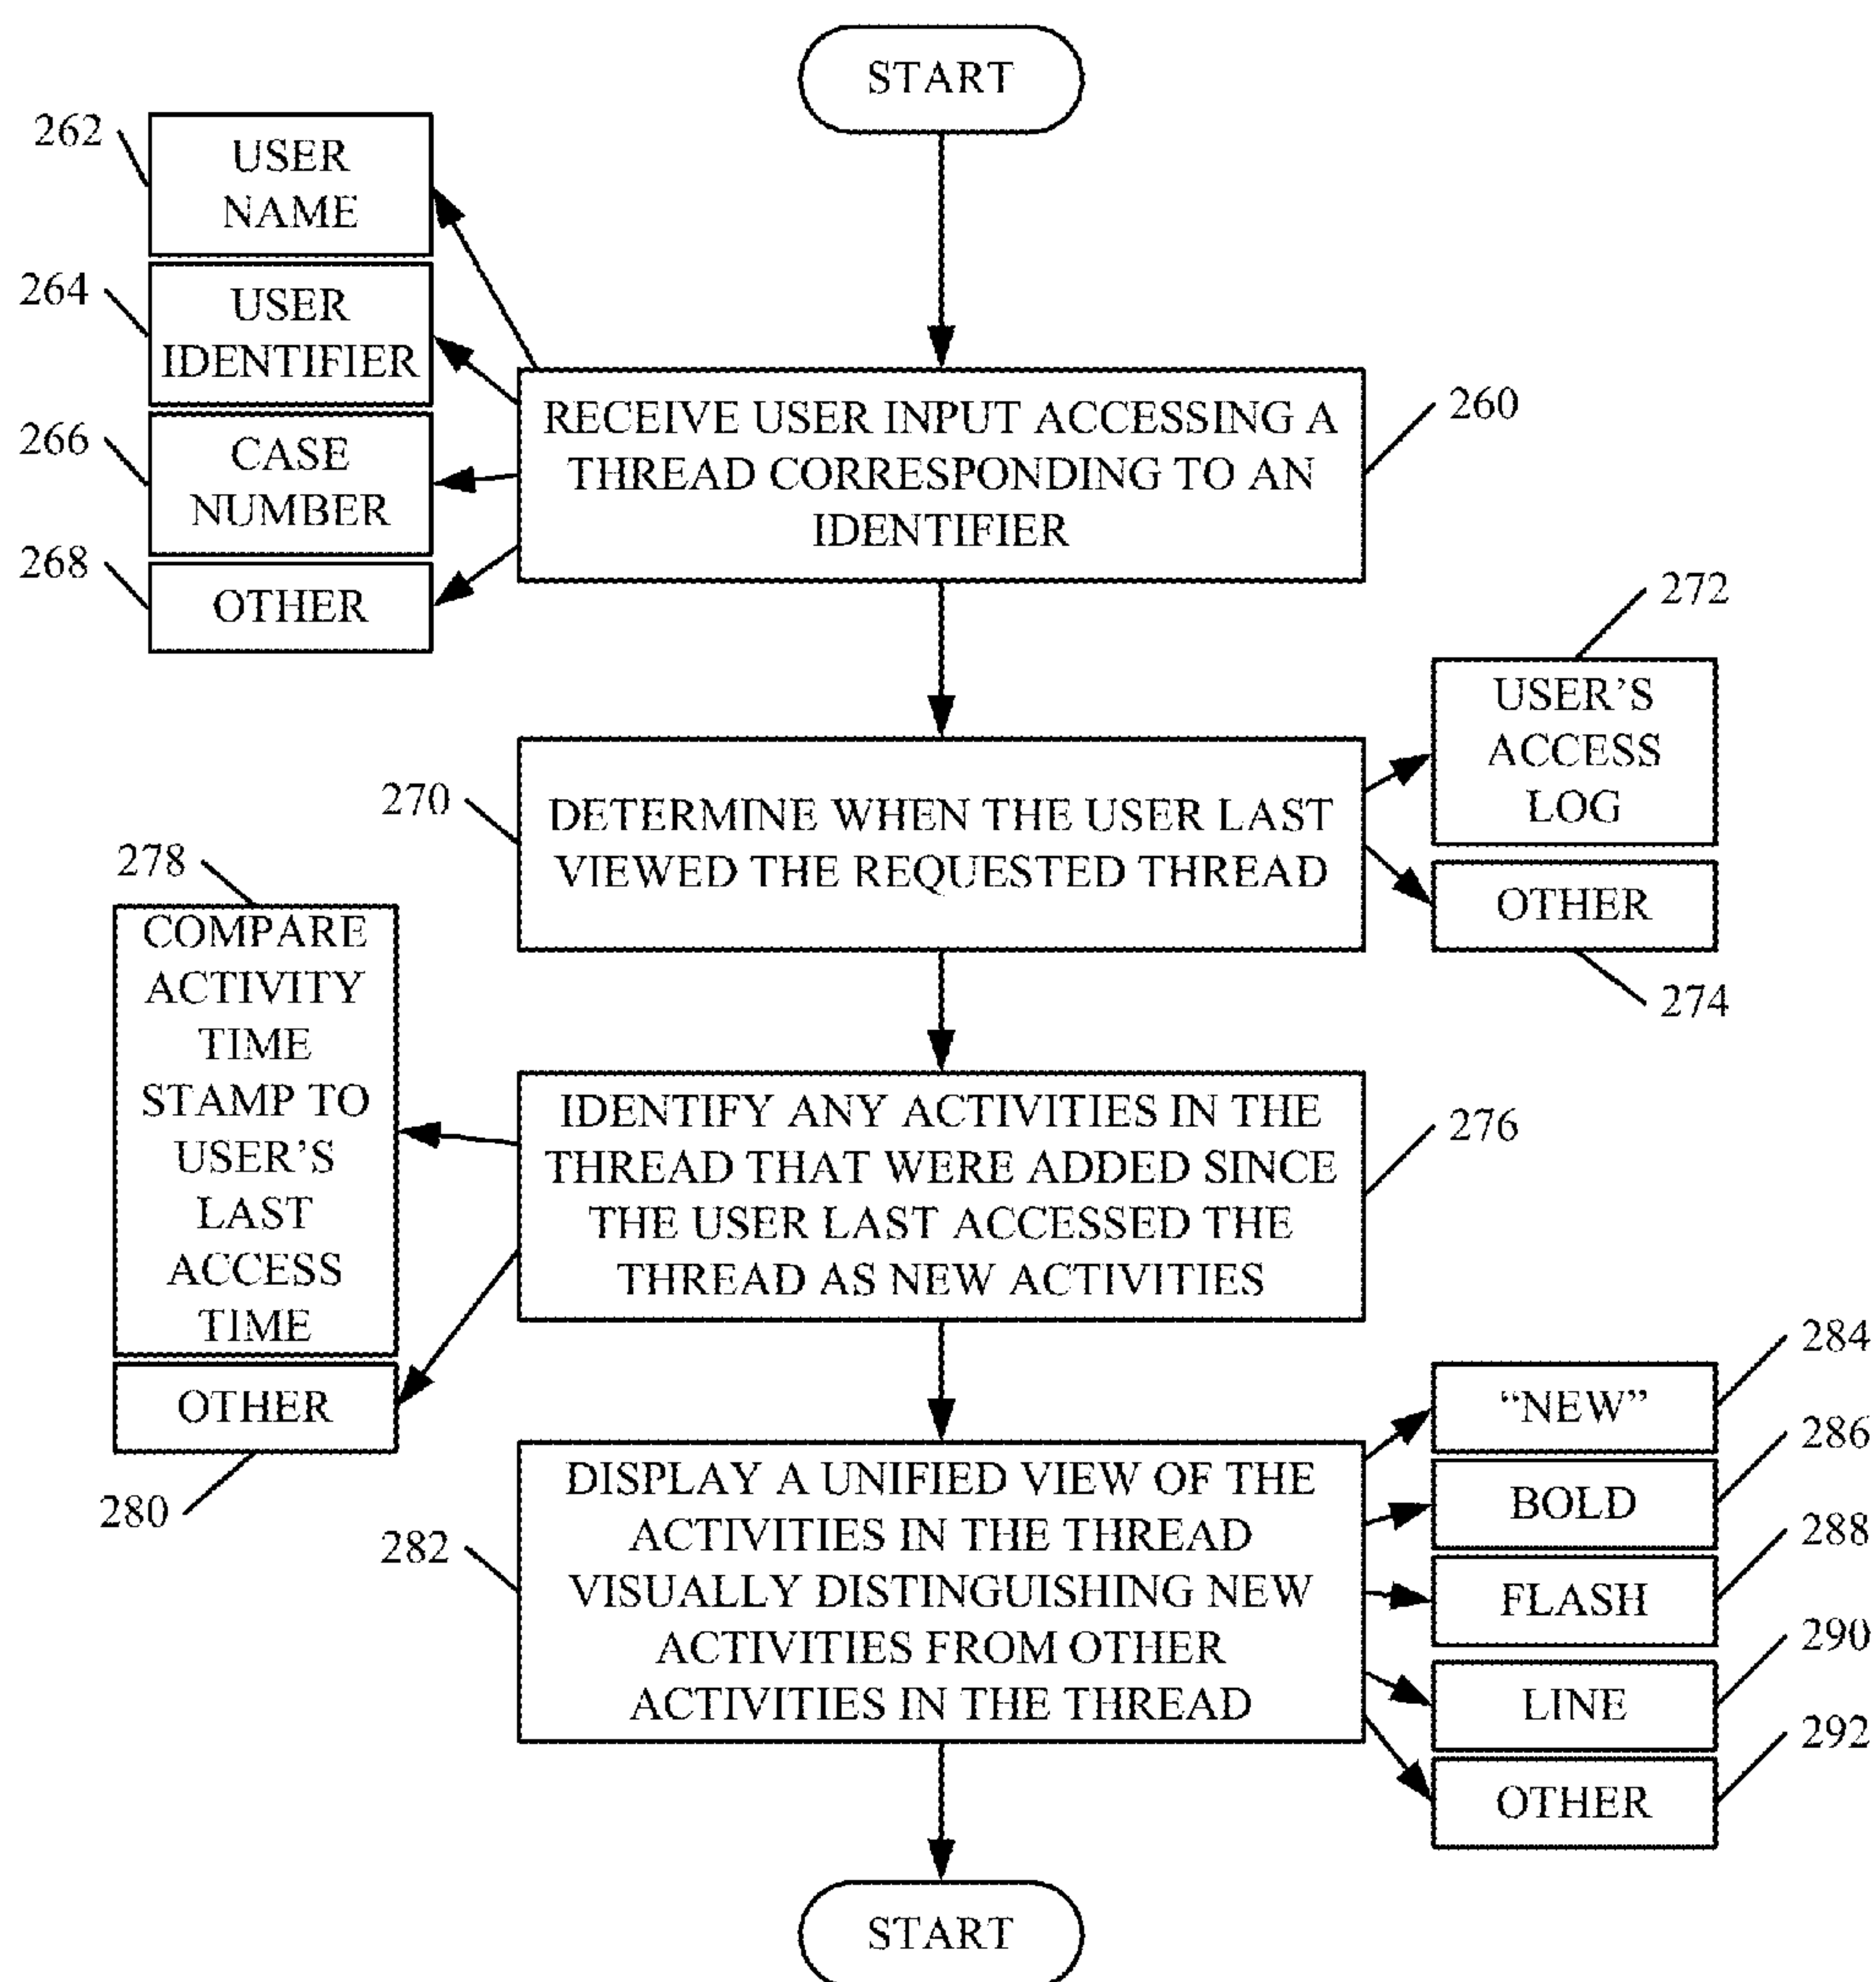 START
262
USER
NAME
264
USER
IDENTIFIER
266
CASE
NUMBER
268
OTHER
RECEIVE USER INPUT ACCESSING A
THREAD CORRESPONDING TO AN
IDENTIFIER
260
272
USER’S
ACCESS
LOG
270
DETERMINE WHEN THE USER LAST
VIEWED THE REQUESTED THREAD
OTHER
274
278
COMPARE
ACTIVITY
TIME
STAMP TO
USER’S
LAST
ACCESS
TIME
OTHER
280
IDENTIFY ANY ACTIVITIES IN THE
THREAD THAT WERE ADDED SINCE
THE USER LAST ACCESSED THE
THREAD AS NEW ACTIVITIES
276
282
DISPLAY A UNIFIED VIEW OF THE
ACTIVITIES IN THE THREAD
VISUALLY DISTINGUISHING NEW
ACTIVITIES FROM OTHER
ACTIVITIES IN THE THREAD
“NEW”
284
BOLD
286
FLASH
288
LINE
290
OTHER
292
START